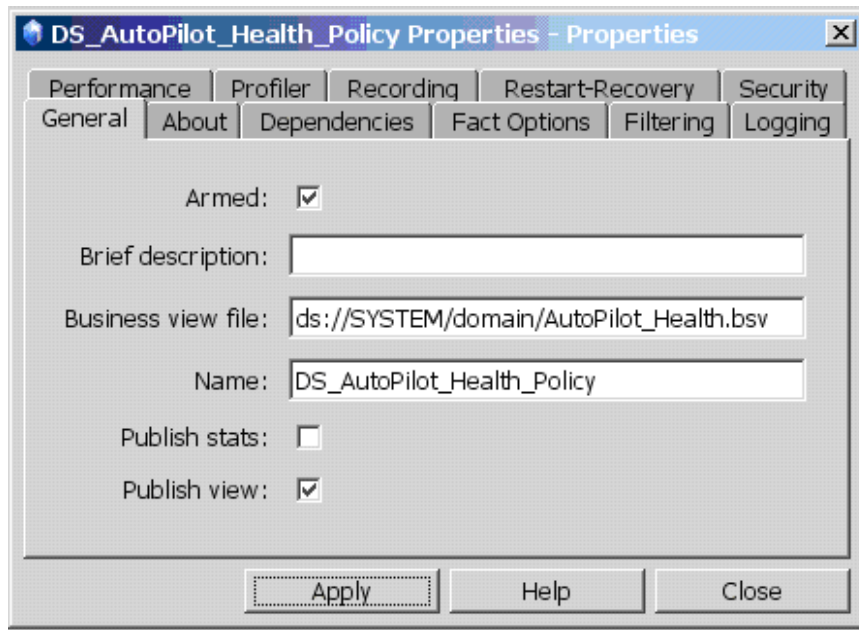 DS_AutoPilot_Health_Policy Properties - Properties
Performance Profiler Recording Restart-Recovery Security
General About Dependencies Fact Options Filtering Logging
Armed:
Brief description:
Business view file: ds://SYSTEM/domain/AutoPilot_Health.bsv
Name: DS_AutoPilot_Health_Policy
Publish stats:
Publish view:
Apply Help Close